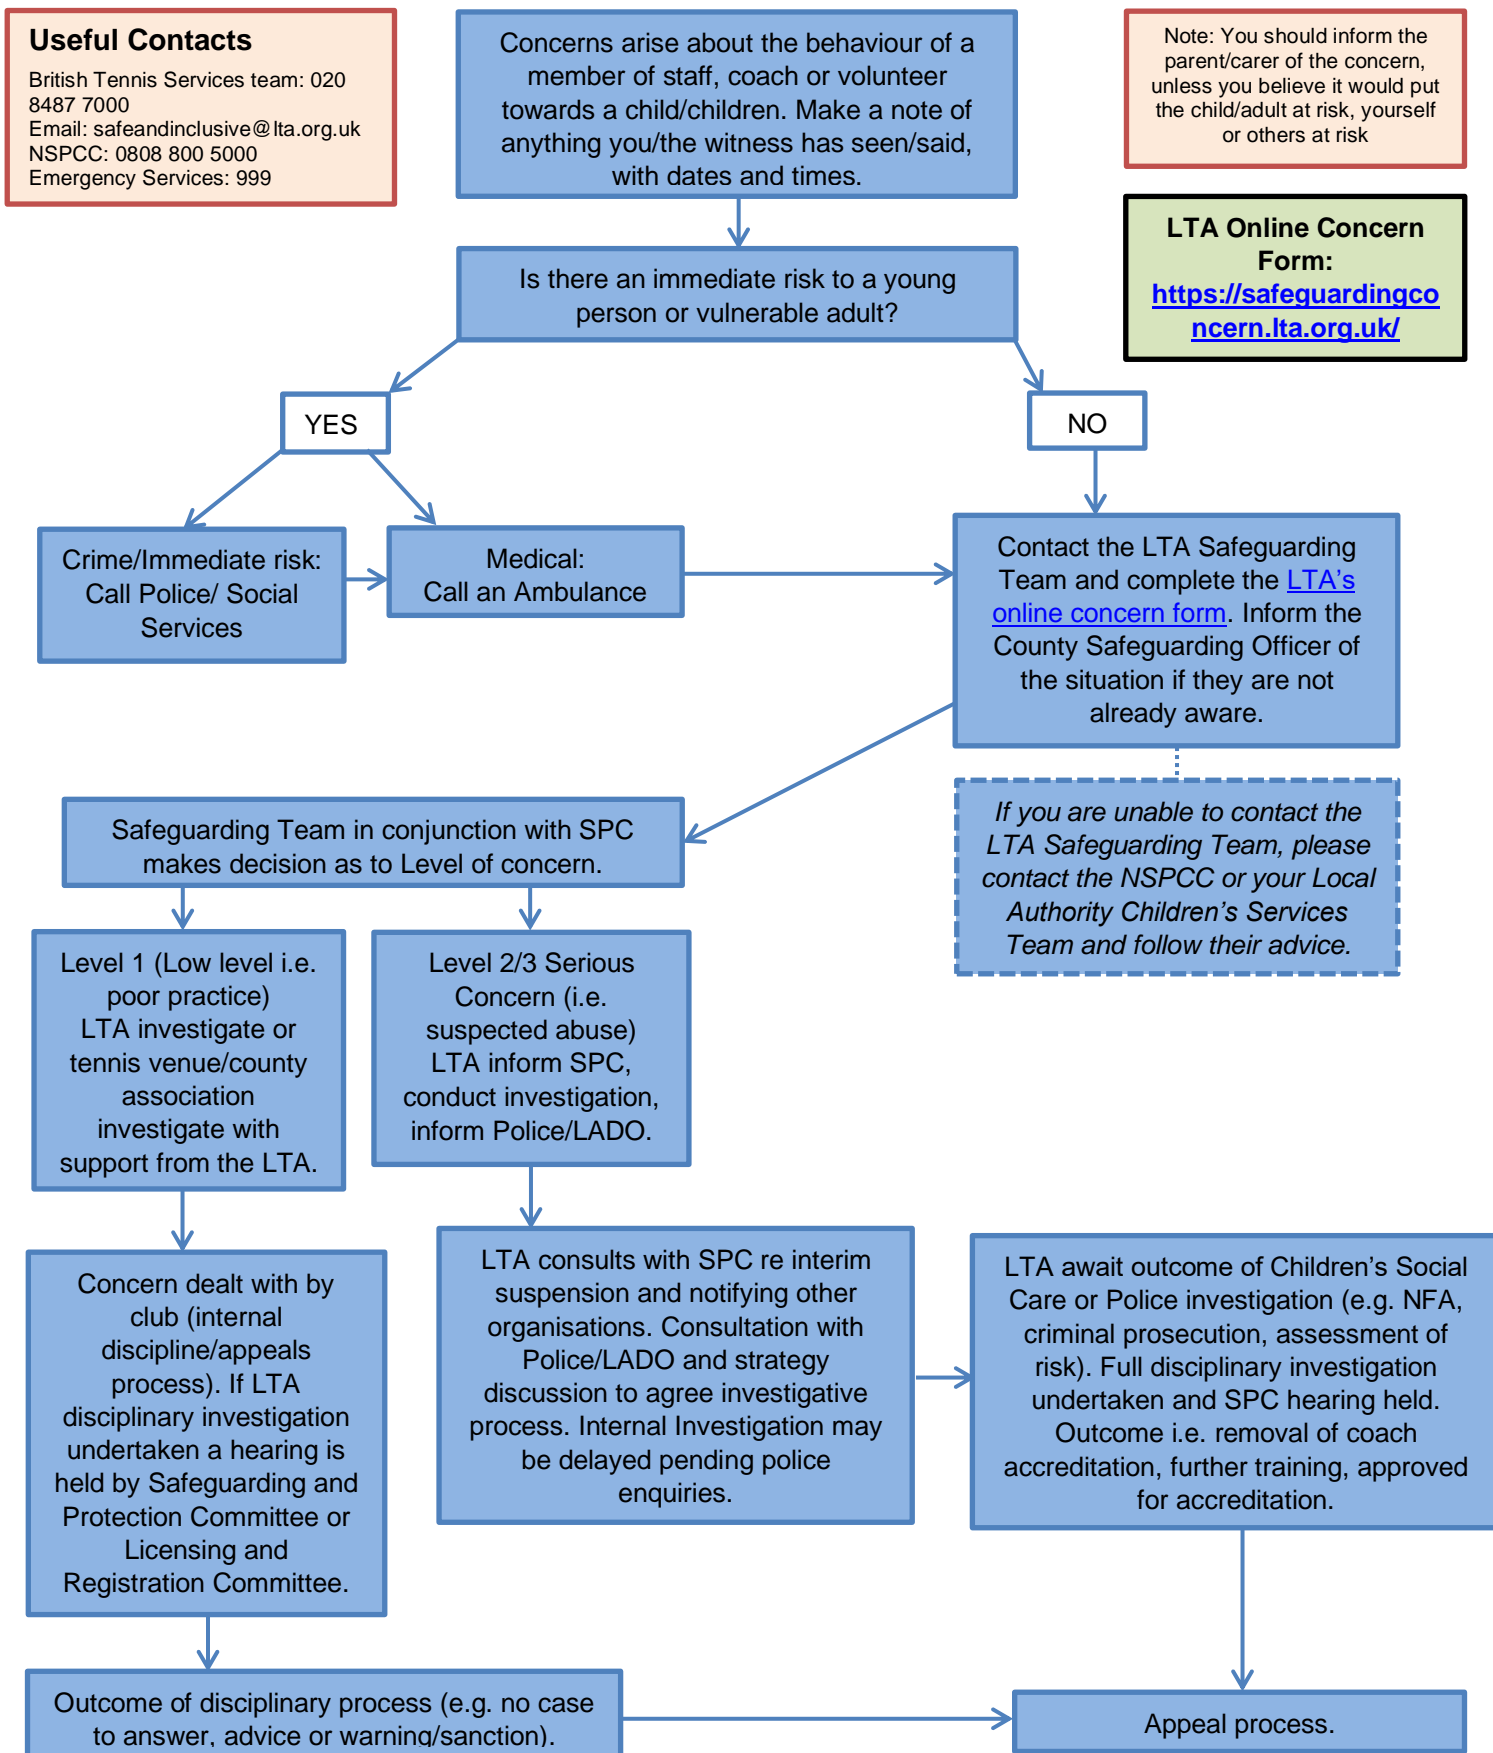 Useful Contacts
British Tennis Services team: 020
8487 7000
Email: safeandinclusive@lta.org.uk
NSPCC: 0808 800 5000
Emergency Services: 999
Concerns arise about the behaviour of a
member of staff, coach or volunteer
towards a child/children. Make a note of
anything you/the witness has seen/said,
with dates and times.
Note: You should inform the
parent/carer of the concern,
unless you believe it would put
the child/adult at risk, yourself
or others at risk
LTA Online Concern
Form:
https://safeguardingco
ncern.lta.org.uk/
Is there an immediate risk to a young
person or vulnerable adult?
YES
NO
Crime/Immediate risk:
Call Police/ Social
Services
Medical:
Call an Ambulance
Contact the LTA Safeguarding
Team and complete the LTA's
online concern form. Inform the
County Safeguarding Officer of
the situation if they are not
already aware.
If you are unable to contact the
LTA Safeguarding Team, please
contact the NSPCC or your Local
Authority Children's Services
Team and follow their advice.
Safeguarding Team in conjunction with SPC
makes decision as to Level of concern.
Level 1 (Low level i.e.
poor practice)
LTA investigate or
tennis venue/county
association
investigate with
support from the LTA.
Level 2/3 Serious
Concern (i.e.
suspected abuse)
LTA inform SPC,
conduct investigation,
inform Police/LADO.
Concern dealt with by
club (internal
discipline/appeals
process). If LTA
disciplinary investigation
undertaken a hearing is
held by Safeguarding and
Protection Committee or
Licensing and
Registration Committee.
LTA consults with SPC re interim
suspension and notifying other
organisations. Consultation with
Police/LADO and strategy
discussion to agree investigative
process. Internal Investigation may
be delayed pending police
enquiries.
LTA await outcome of Children's Social
Care or Police investigation (e.g. NFA,
criminal prosecution, assessment of
risk). Full disciplinary investigation
undertaken and SPC hearing held.
Outcome i.e. removal of coach
accreditation, further training, approved
for accreditation.
Outcome of disciplinary process (e.g. no case
to answer, advice or warning/sanction).
Appeal process.